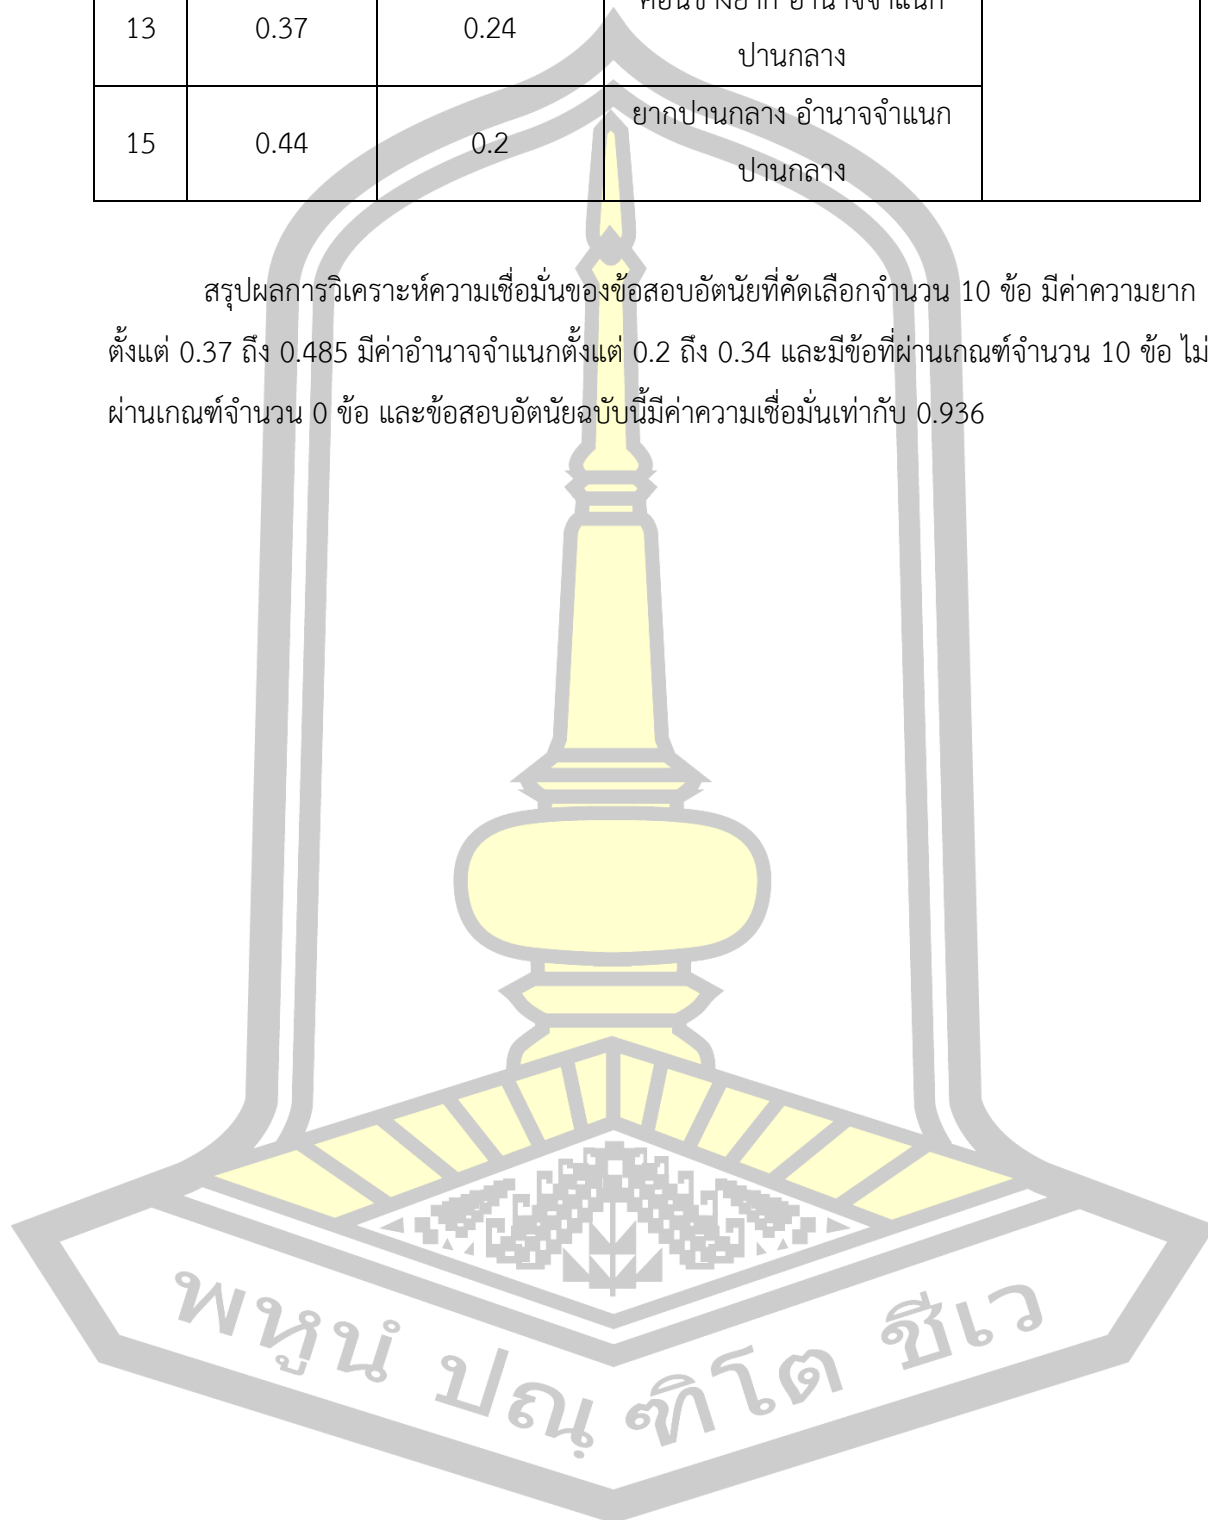 13 0.37 0.24 ค่อนข้างยาก อำนาจจำแนก
ปานกลาง
15 0.44 0.2 ยากปานกลาง อำนาจจำแนก
ปานกลาง
สรุปผลการวิเคราะห์ความเชื่อมั่นของข้อสอบอัตนัยที่คัดเลือกจำนวน 10 ข้อ มีค่าความยาก
ตั้งแต่ 0.37 ถึง 0.485 มีค่าอำนาจจำแนกตั้งแต่ 0.2 ถึง 0.34 และมีข้อที่ผ่านเกณฑ์จำนวน 10 ข้อ ไม่
ผ่านเกณฑ์จำนวน 0 ข้อ และข้อสอบอัตนัยฉบับนี้มีค่าความเชื่อมั่นเท่ากับ 0.936
พหูนํ ปณฺ ฑิโต ชีเว